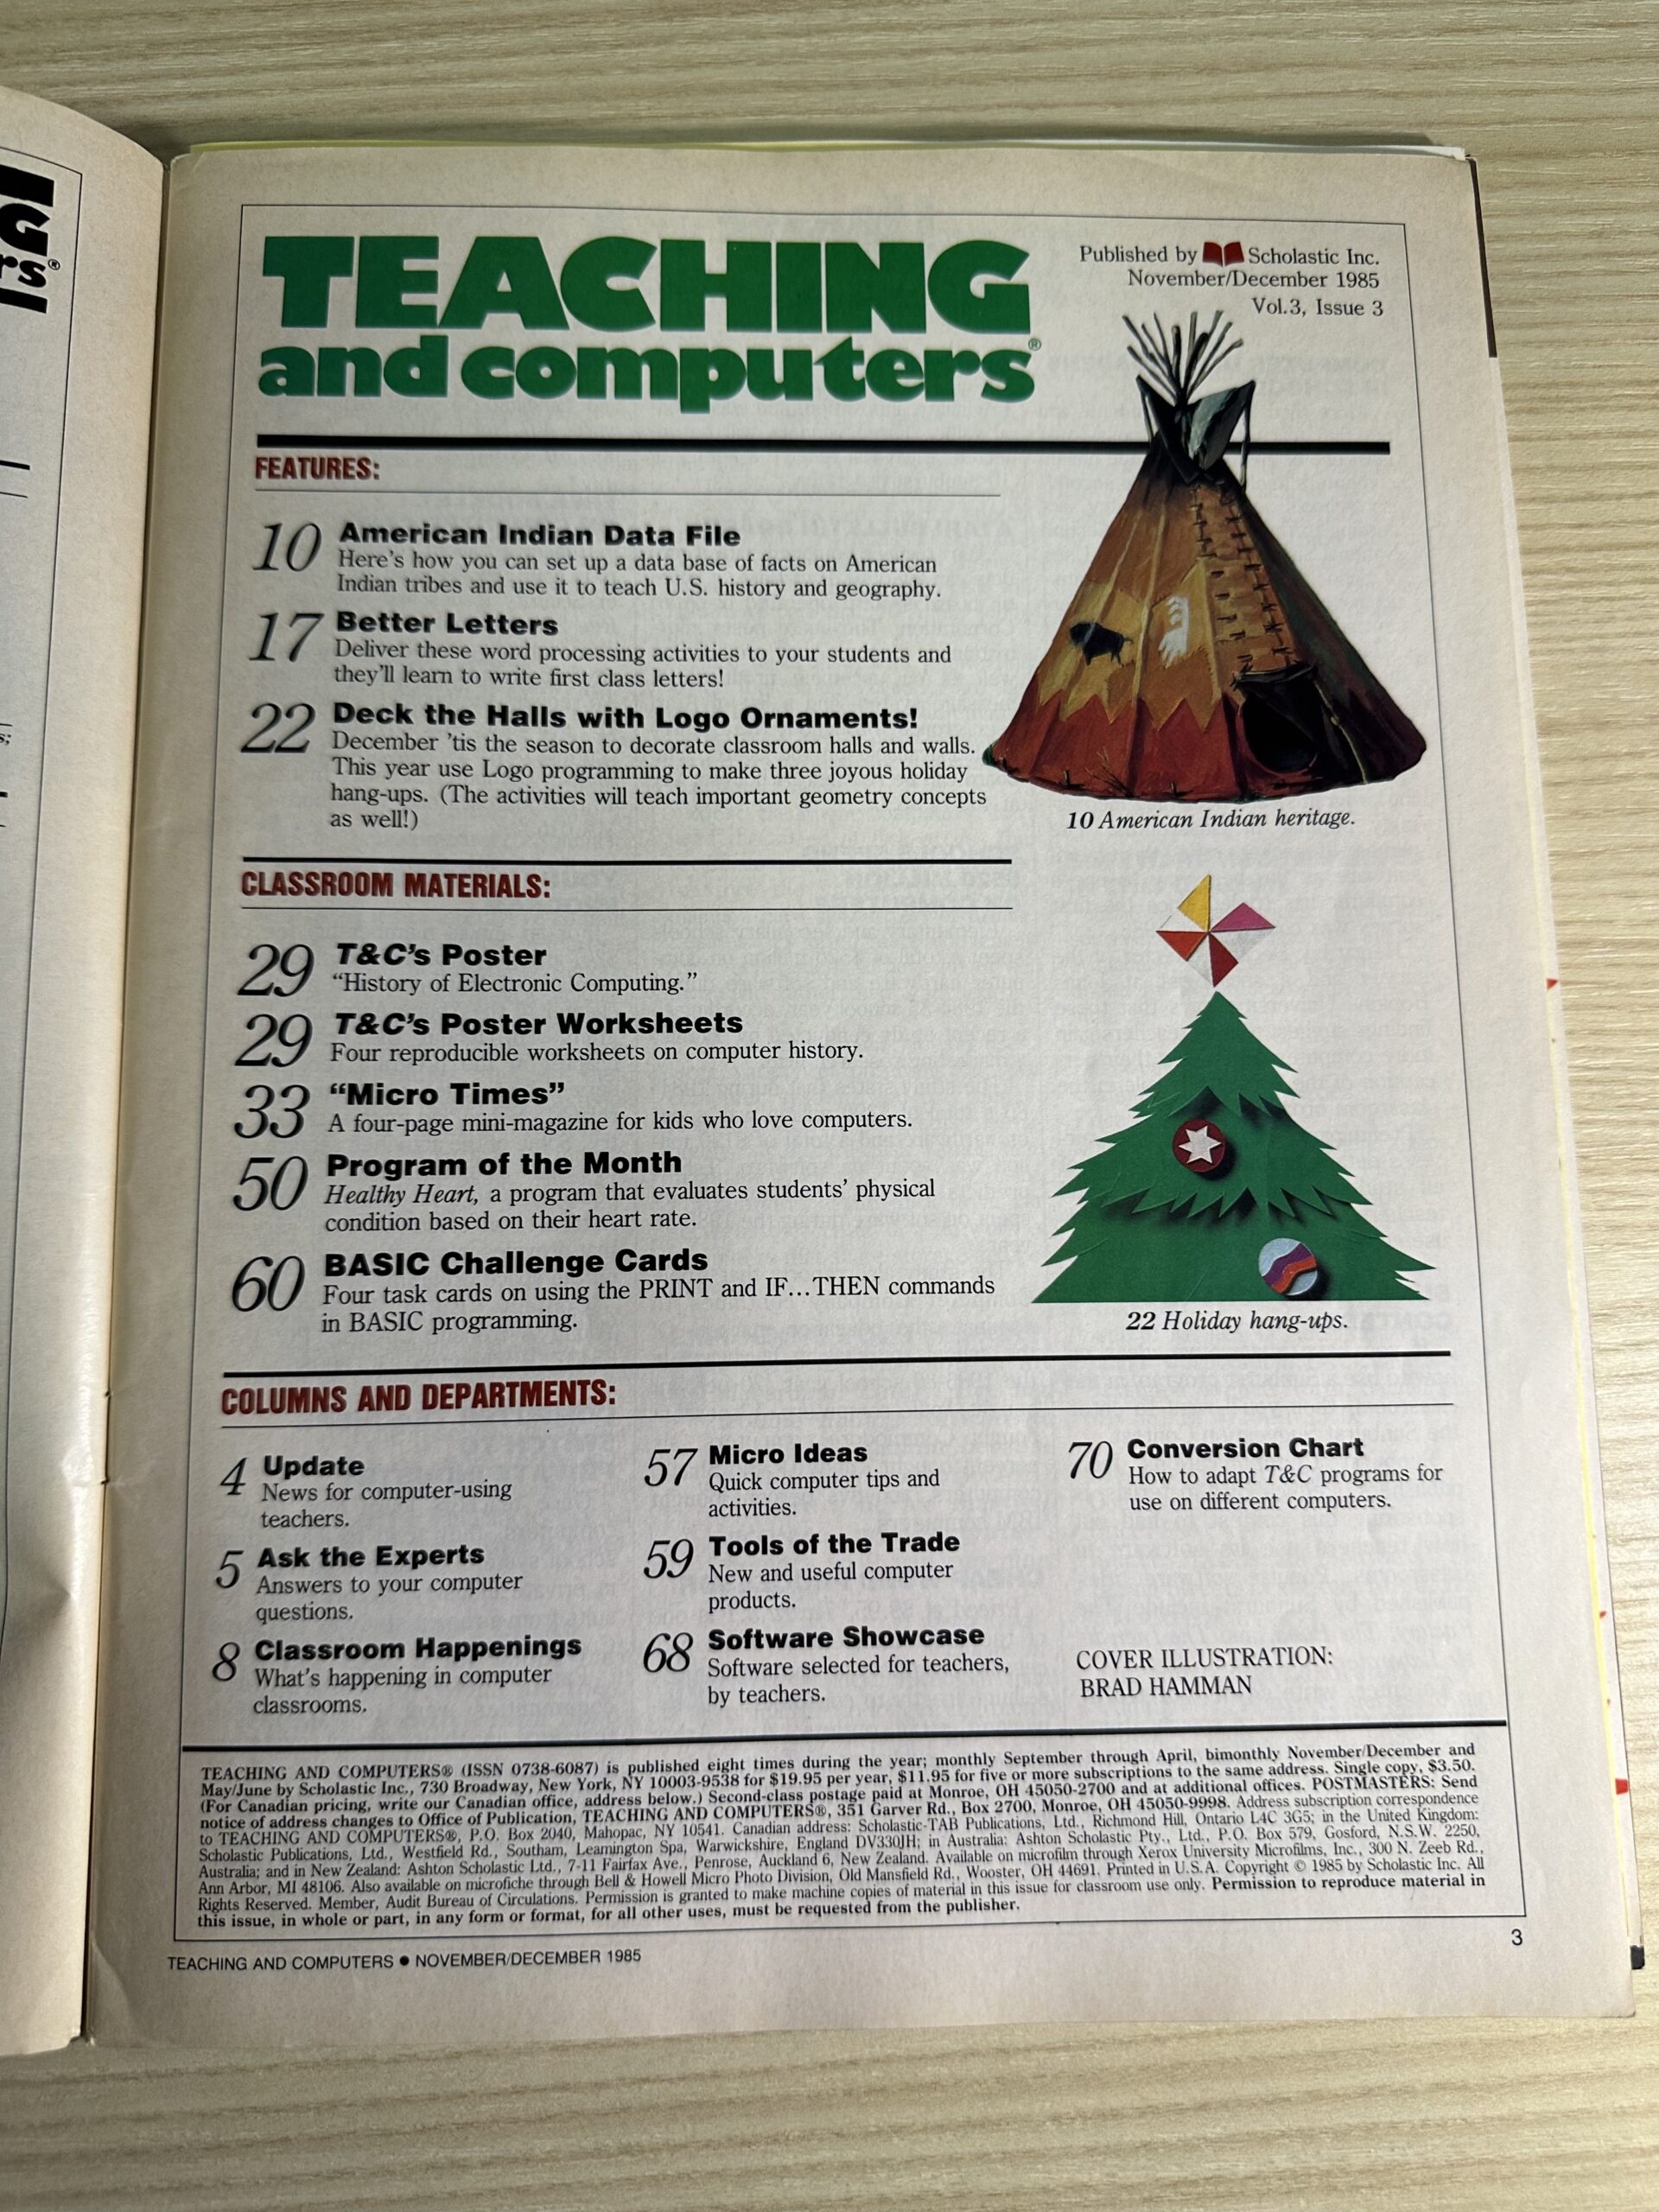 G
rs®
s;
TEACHING
and computers®
Published by Scholastic Inc.
November/December 1985
Vol.3, Issue 3
FEATURES:
10 American Indian Data File
Here's how you can set up a data base of facts on American
Indian tribes and use it to teach U.S. history and geography.
17 Better Letters
Deliver these word processing activities to your students and
they'll learn to write first class letters!
22 Deck the Halls with Logo Ornaments!
December 'tis the season to decorate classroom halls and walls.
This year use Logo programming to make three joyous holiday
hang-ups. (The activities will teach important geometry concepts
as well!)
10 American Indian heritage.
CLASSROOM MATERIALS:
29 T&C's Poster
“History of Electronic Computing.”
29 T&C's Poster Worksheets
Four reproducible worksheets on computer history.
33 “Micro Times”
A four-page mini-magazine for kids who love computers.
50 Program of the Month
Healthy Heart, a program that evaluates students' physical
condition based on their heart rate.
60 BASIC Challenge Cards
Four task cards on using the PRINT and IF...THEN commands
in BASIC programming.
22 Holiday hang-ups.
COLUMNS AND DEPARTMENTS:
4 Update
News for computer-using
teachers.
5 Ask the Experts
Answers to your computer
questions.
8 Classroom Happenings
What's happening in computer
classrooms.
57 Micro Ideas
Quick computer tips and
activities.
59 Tools of the Trade
New and useful computer
products.
68 Software Showcase
Software selected for teachers,
by teachers.
70 Conversion Chart
How to adapt T&C programs for
use on different computers.
COVER ILLUSTRATION:
BRAD HAMMAN
TEACHING AND COMPUTERS® (ISSN 0738-6087) is published eight times during the year; monthly September through April, bimonthly November/December and
May/June by Scholastic Inc., 730 Broadway, New York, NY 10003-9538 for $19.95 per year, $11.95 for five or more subscriptions to the same address. Single copy, $3.50.
(For Canadian pricing, write our Canadian office, address below.) Second-class postage paid at Monroe, OH 45050-2700 and at additional offices. POSTMASTERS: Send
notice of address changes to Office of Publication, TEACHING AND COMPUTERS®, 351 Garver Rd., Box 2700, Monroe, OH 45050-9998. Address subscription correspondence
to TEACHING AND COMPUTERS®, P.O. Box 2040, Mahopac, NY 10541. Canadian address: Scholastic-TAB Publications, Ltd., Richmond Hill, Ontario L4C 3G5; in the United Kingdom:
Scholastic Publications, Ltd., Westfield Rd., Southam, Leamington Spa, Warwickshire, England DV330JH; in Australia: Ashton Scholastic Pty., Ltd., P.O. Box 579, Gosford, N.S.W. 2250,
Australia; and in New Zealand: Ashton Scholastic Ltd., 7-11 Fairfax Ave., Penrose, Auckland 6, New Zealand. Available on microfilm through Xerox University Microfilms, Inc., 300 N. Zeeb Rd.,
Ann Arbor, MI 48106. Also available on microfiche through Bell & Howell Micro Photo Division, Old Mansfield Rd., Wooster, OH 44691. Printed in U.S.A. Copyright © 1985 by Scholastic Inc. All
Rights Reserved. Member, Audit Bureau of Circulations. Permission is granted to make machine copies of material in this issue for classroom use only. Permission to reproduce material in
this issue, in whole or part, in any form or format, for all other uses, must be requested from the publisher.
TEACHING AND COMPUTERS ● NOVEMBER/DECEMBER 1985
3